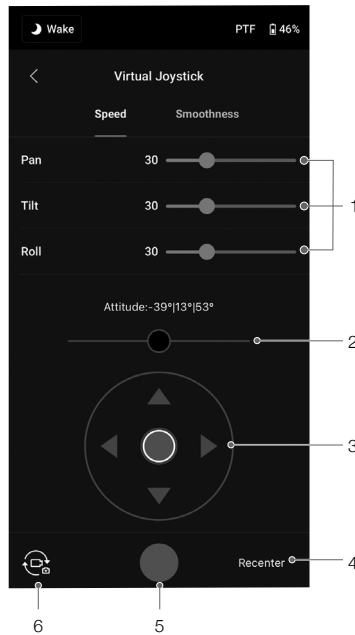 Wake PTF 46%
Virtual Joystick
Speed Smoothness
Pan 30
1
Tilt 30
Roll 30
Attitude:-39°|13°|53°
2
3
Recenter 4
6 5